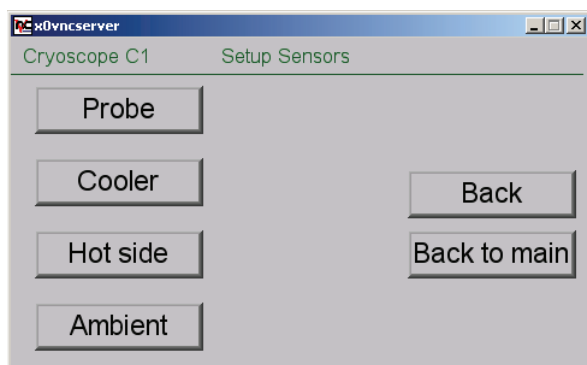 x0vncserver
Cryoscope C1 Setup Sensors
Probe
Cooler
Hot side
Ambient
Back
Back to main